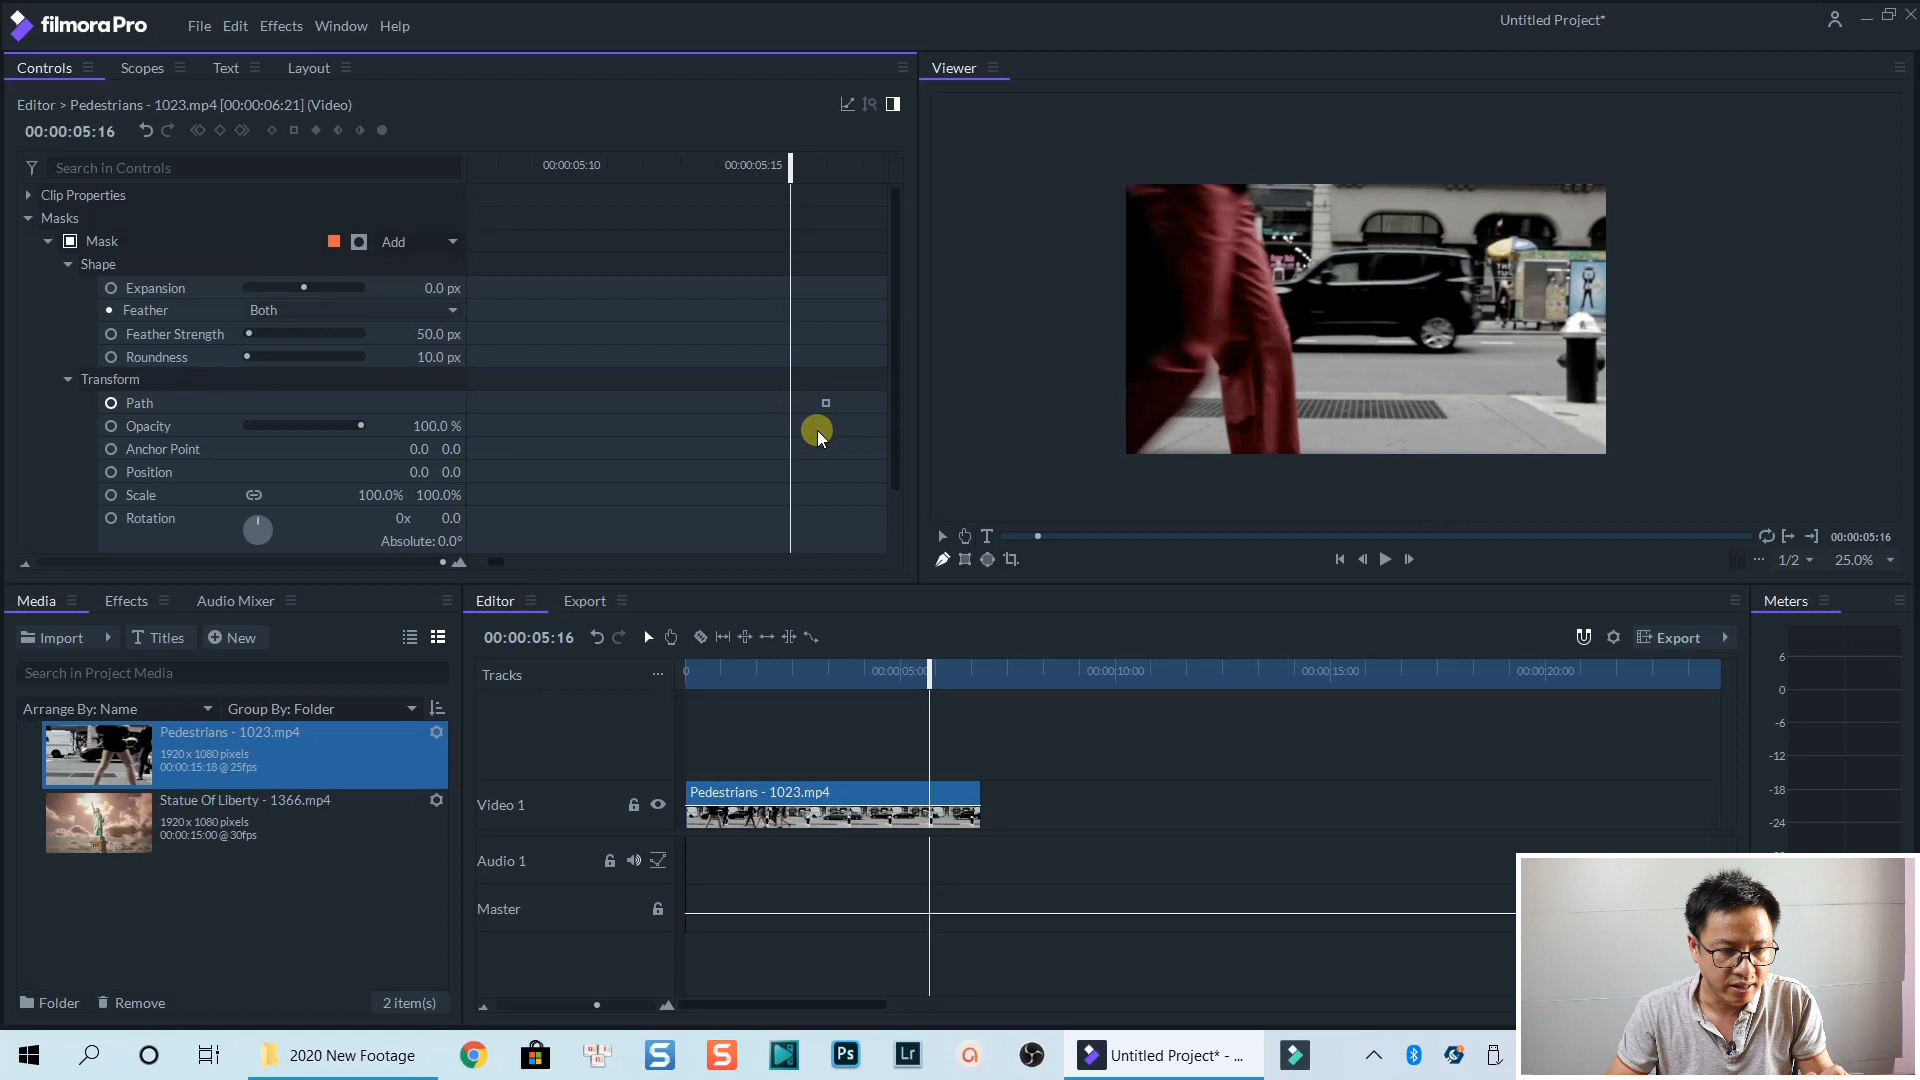 filmoraPro
File Edit Effects Window Help
Untitled Project*
Controls Scopes Text Layout
Viewer
Editor > Pedestrians - 1023.mp4 [00:00:06:21] (Video)
00:00:05:16
Search in Controls
00:00:05:10 00:00:05:15
Clip Properties
Masks
Mask Add
Shape
Expansion 0.0 px
Feather Both
Feather Strength 50.0 px
Roundness 10.0 px
Transform
Path
Opacity 100.0 %
Anchor Point 0.0 0.0
Position 0.0 0.0
Scale 100.0% 100.0%
Rotation 0x 0.0
Absolute: 0.0°
00:00:05:16
1/2 25.0%
Media Effects Audio Mixer
Editor Export
Meters
Import Titles New
00:00:05:16
Export
Search in Project Media
Tracks
0 00:00:05:00 00:00:10:00 00:00:15:00 00:00:20:00
Arrange By: Name Group By: Folder
Pedestrians - 1023.mp4
1920 x 1080 pixels
00:00:15:18 @ 25fps
Statue Of Liberty - 1366.mp4
1920 x 1080 pixels
00:00:15:00 @ 30fps
Video 1
Pedestrians - 1023.mp4
Audio 1
Master
6
0
-6
-12
-18
-24
Folder Remove 2 item(s)
2020 New Footage
Ps
Lr
Untitled Project* - ...